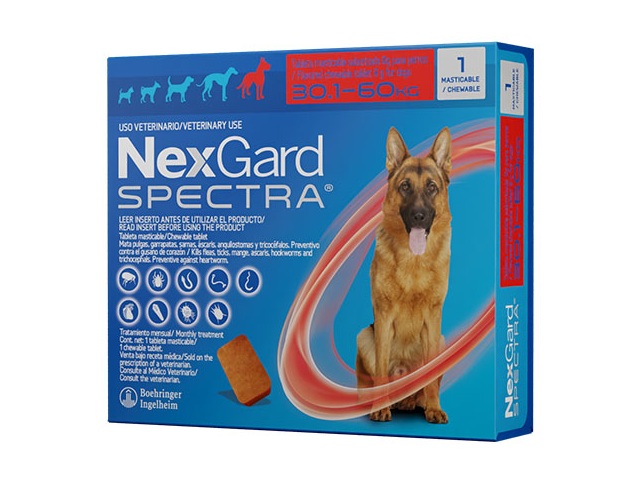 30.1–60KG.
1
MASTICABLE
/ CHEWABLE
USO VETERINARIO/VETERINARY USE
NexGard
SPECTRA®
LEER INSERTO ANTES DE UTILIZAR EL PRODUCTO/
READ INSERT BEFORE USING THE PRODUCT
Tableta masticable/Chewable tablet
Mata pulgas, garrapatas, sarnas, áscaris, anquilostomas y tricocéfalos. Preventivo
contra el gusano de corazón / Kills fleas, ticks, mange, ascaris, hookworms and
trichocephals. Preventive against heartworm.
Tratamiento mensual/ Monthly treatment
Cont. net: 1 tableta masticable/
1 chewable tablet.
Venta bajo receta médica/Sold on the
prescription of a veterinarian.
Consulte al Médico Veterinario/
Consult the veterinarian.
Boehringer
Ingelheim
1
MASTICABLE
/ CHEWABLE
NexGard
SPECTRA®